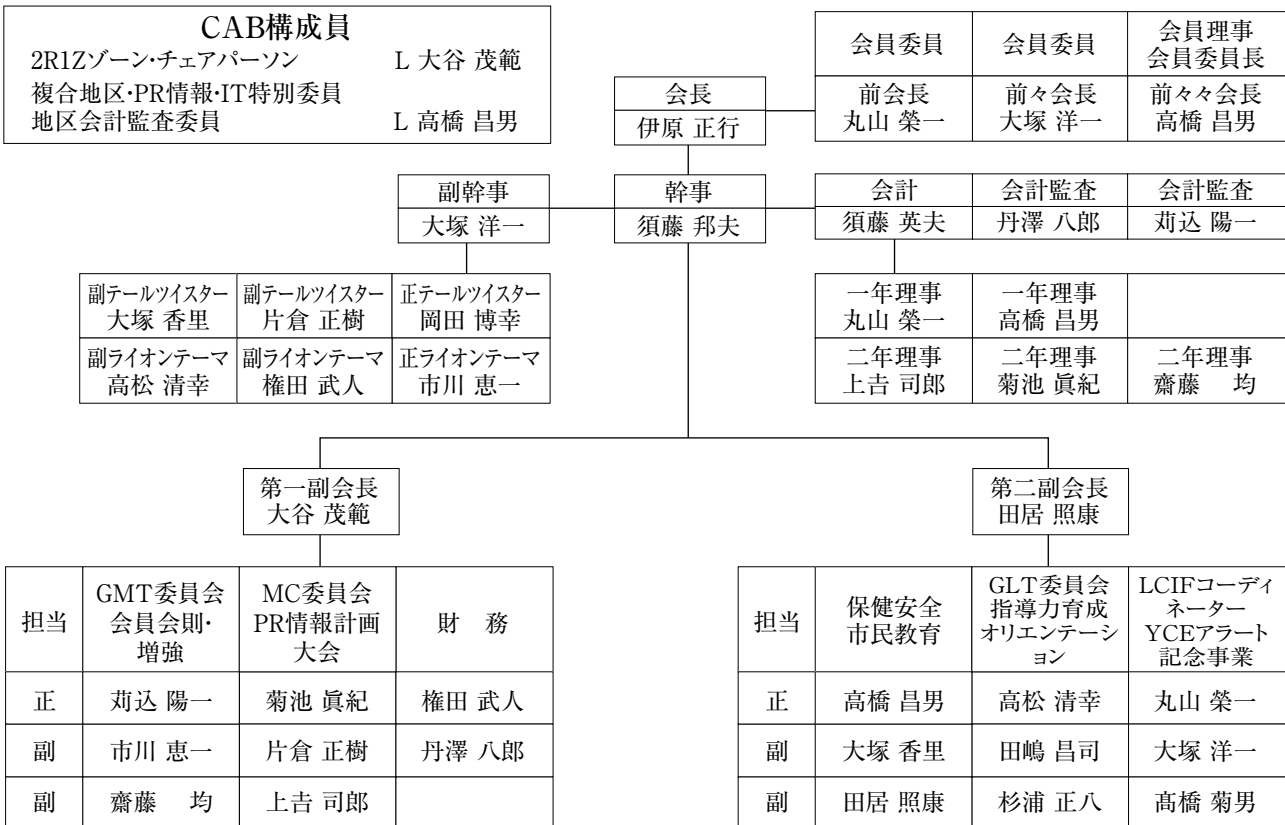 CAB構成員
2R1Zゾーン・チェアパーソン L 大谷 茂範
複合地区・PR情報・IT特別委員
地区会計監査委員 L 高橋 昌男
会長
伊原 正行
会員委員 会員委員 会員理事
会員委員長
前会長 前々会長 前々々会長
丸山 榮一 大塚 洋一 高橋 昌男
副幹事
大塚 洋一
幹事
須藤 邦夫
会計 会計監査 会計監査
須藤 英夫 丹澤 八郎 苅込 陽一
副テールツイスター 副テールツイスター 正テールツイスター
大塚 香里 片倉 正樹 岡田 博幸
副ライオンテーマ 副ライオンテーマ 正ライオンテーマ
高松 清幸 権田 武人 市川 恵一
一年理事 一年理事
丸山 榮一 高橋 昌男
二年理事 二年理事 二年理事
上𠮷 司郎 菊池 眞紀 齋藤 均
第一副会長
大谷 茂範
第二副会長
田居 照康
担当
GMT委員会
会員会則・
増強
MC委員会
PR情報計画
大会
財 務
正 苅込 陽一 菊池 眞紀 権田 武人
副 市川 恵一 片倉 正樹 丹澤 八郎
副 齋藤 均 上𠮷 司郎
担当
保健安全
市民教育
GLT委員会
指導力育成
オリエンテーシ
ョン
LCIFコーディ
ネーター
YCEアラート
記念事業
正 高橋 昌男 高松 清幸 丸山 榮一
副 大塚 香里 田嶋 昌司 大塚 洋一
副 田居 照康 杉浦 正八 髙橋 菊男